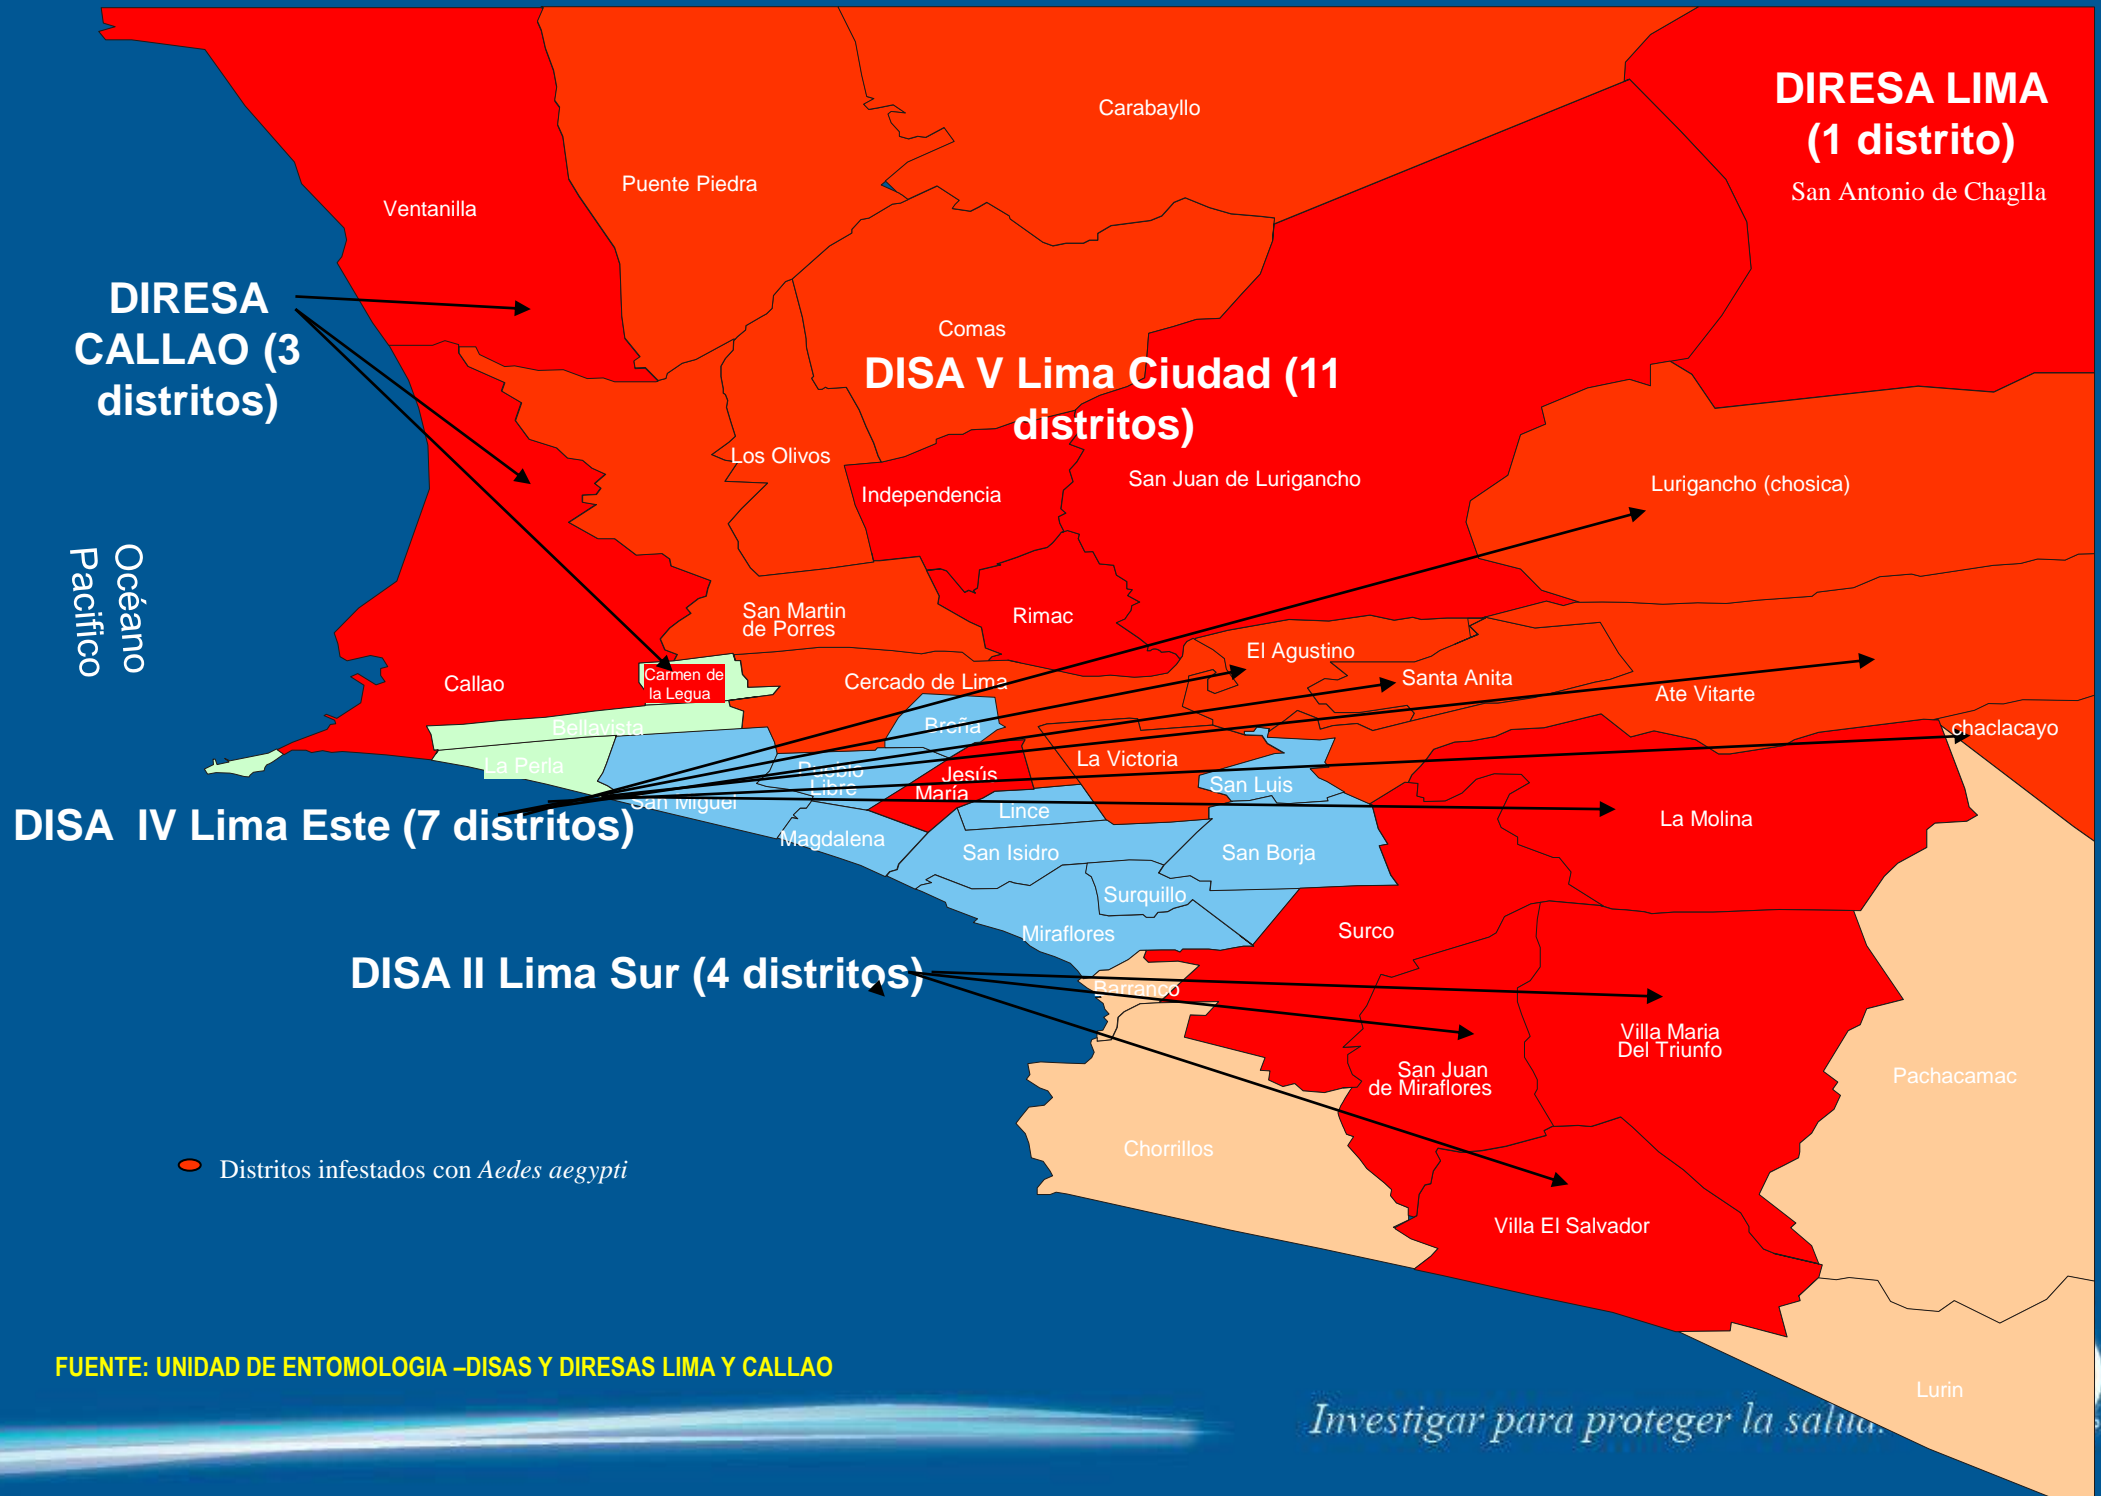 DIRESA LIMA
(1 distrito)
San Antonio de Chaglla
Carabayllo
Puente Piedra
Ventanilla
DIRESA
CALLAO (3
distritos)
Comas
DISA V Lima Ciudad (11
distritos)
Los Olivos
Independencia
San Juan de Lurigancho
Lurigancho (chosica)
Océano
Pacifico
San Martin
de Porres
Rimac
El Agustino
Santa Anita
Ate Vitarte
Carmen de
la Legua
Callao
Cercado de Lima
Breña
Bellavista
chaclacayo
La Perla
Pueblo
Libre
Jesús
María
La Victoria
San Luis
San Miguel
Lince
La Molina
DISA IV Lima Este (7 distritos)
Magdalena
San Isidro
San Borja
Surquillo
Miraflores
Surco
DISA II Lima Sur (4 distritos)
Barranco
Villa Maria
Del Triunfo
San Juan
de Miraflores
Pachacamac
Chorrillos
Distritos infestados con Aedes aegypti
Villa El Salvador
FUENTE: UNIDAD DE ENTOMOLOGIA –DISAS Y DIRESAS LIMA Y CALLAO
Lurin
Investigar para proteger la salud.